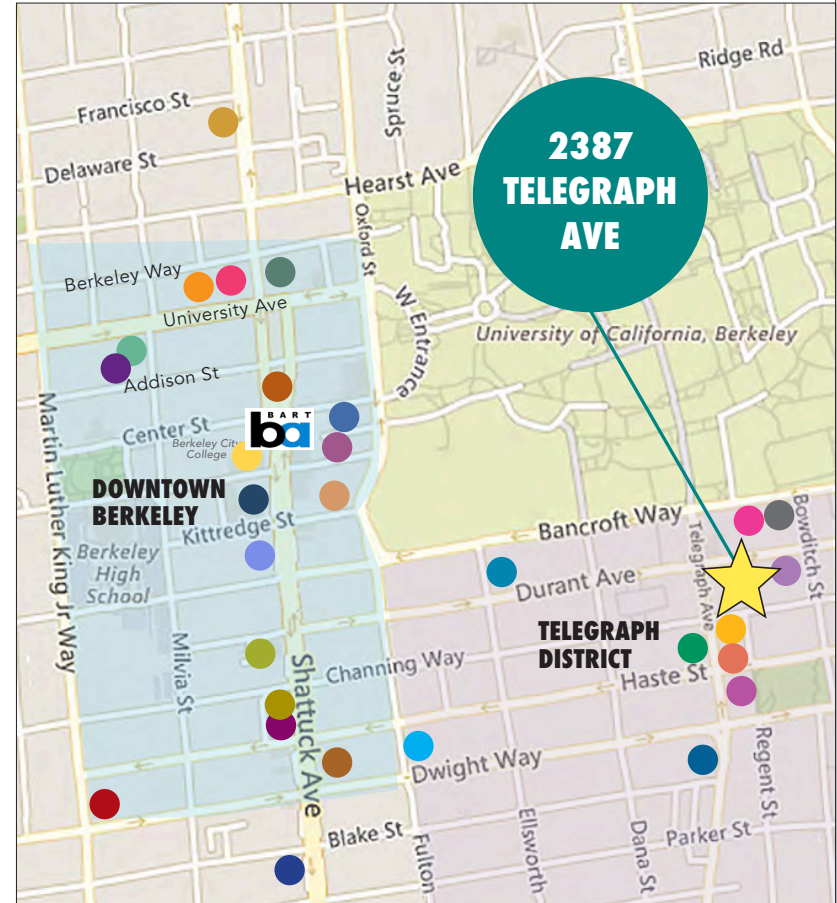 Ridge Rd
Spruce St
Francisco St
Delaware St
Hearst Ave
2387
TELEGRAPH
AVE
Oxford St
Berkeley Way
University Ave
W Entrance
University of California, Berkeley
Addison St
Martin Luther King Jr Way
Center St
BART
ba
Berkeley City
College
DOWNTOWN
BERKELEY
Kittredge St
Bancroft Way
Bowditch St
Telegraph Ave
Berkeley
High
School
Durant Ave
TELEGRAPH
DISTRICT
Milvia St
Shattuck Ave
Channing Way
Haste St
Dwight Way
Regent St
Blake St
Fulton
Ellsworth
Dana St
Parker St